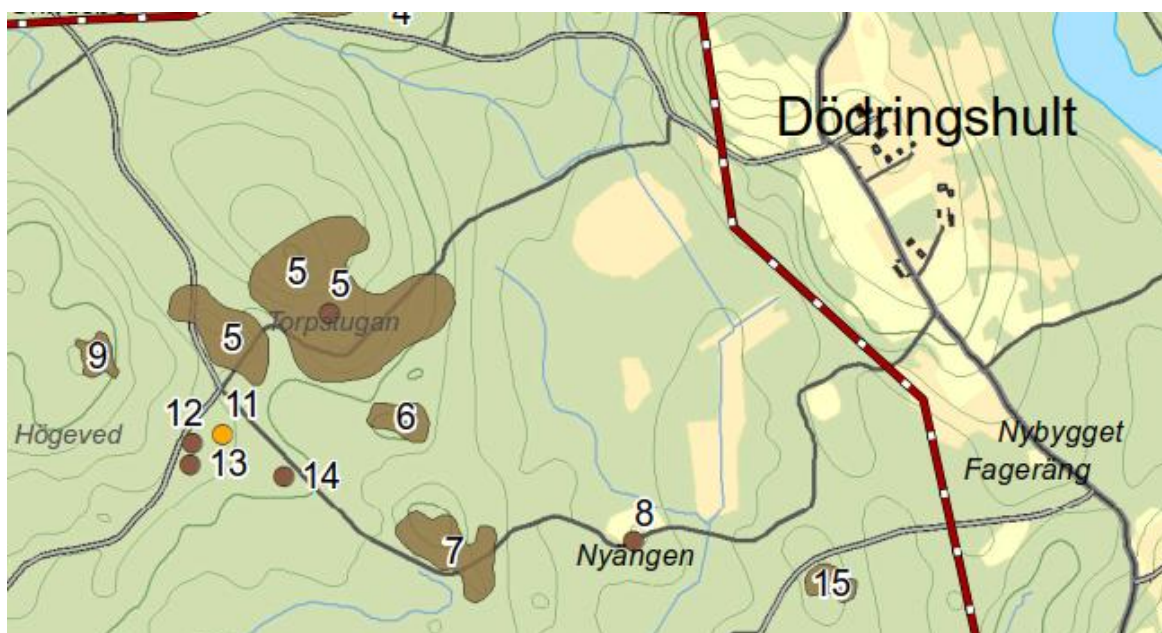 4
Dödringshult
5
5
Torpstugan
5
9
6
12
11
Högeved
13
14
Nybygget
Fageräng
8
7
Nyängen
15